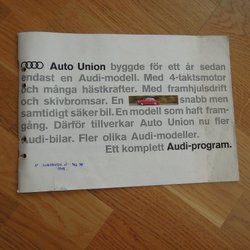 Auto Union byggde för ett år sedan
endast en Audi-modell. Med 4-taktsmotor
och många hästkrafter. Med framhjulsdrift
och skivbromsar. En snabb men
samtidigt säker bil. En modell som haft fram-
gång. Därför tillverkar Auto Union nu fler
Audi-bilar. Fler olika Audi-modeller.
Ett komplett Audi-program.